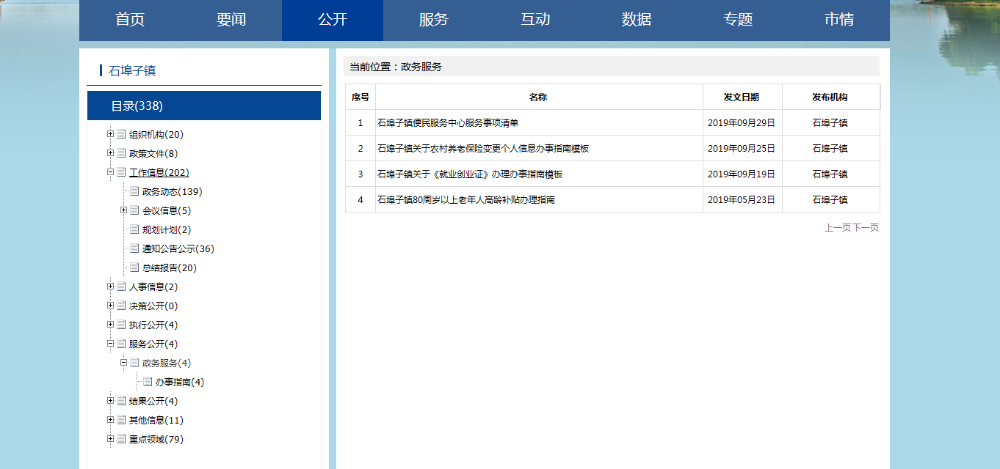 首页 要闻 公开 服务 互动 数据 专题 市情
石埠子镇
目录(338)
组织机构(20)
政策文件(8)
工作信息(202)
政务动态(139)
会议信息(5)
规划计划(2)
通知公告公示(36)
总结报告(20)
人事信息(2)
决策公开(0)
执行公开(4)
服务公开(4)
政务服务(4)
办事指南(4)
结果公开(4)
其他信息(11)
重点领域(79)
当前位置：政务服务
序号 名称 发文日期 发布机构
1 石埠子镇便民服务中心服务事项清单 2019年09月29日 石埠子镇
2 石埠子镇关于农村养老保险变更个人信息办事指南模板 2019年09月25日 石埠子镇
3 石埠子镇关于《就业创业证》办理办事指南模板 2019年09月19日 石埠子镇
4 石埠子镇80周岁以上老年人高龄补贴办理指南 2019年05月23日 石埠子镇
上一页 下一页